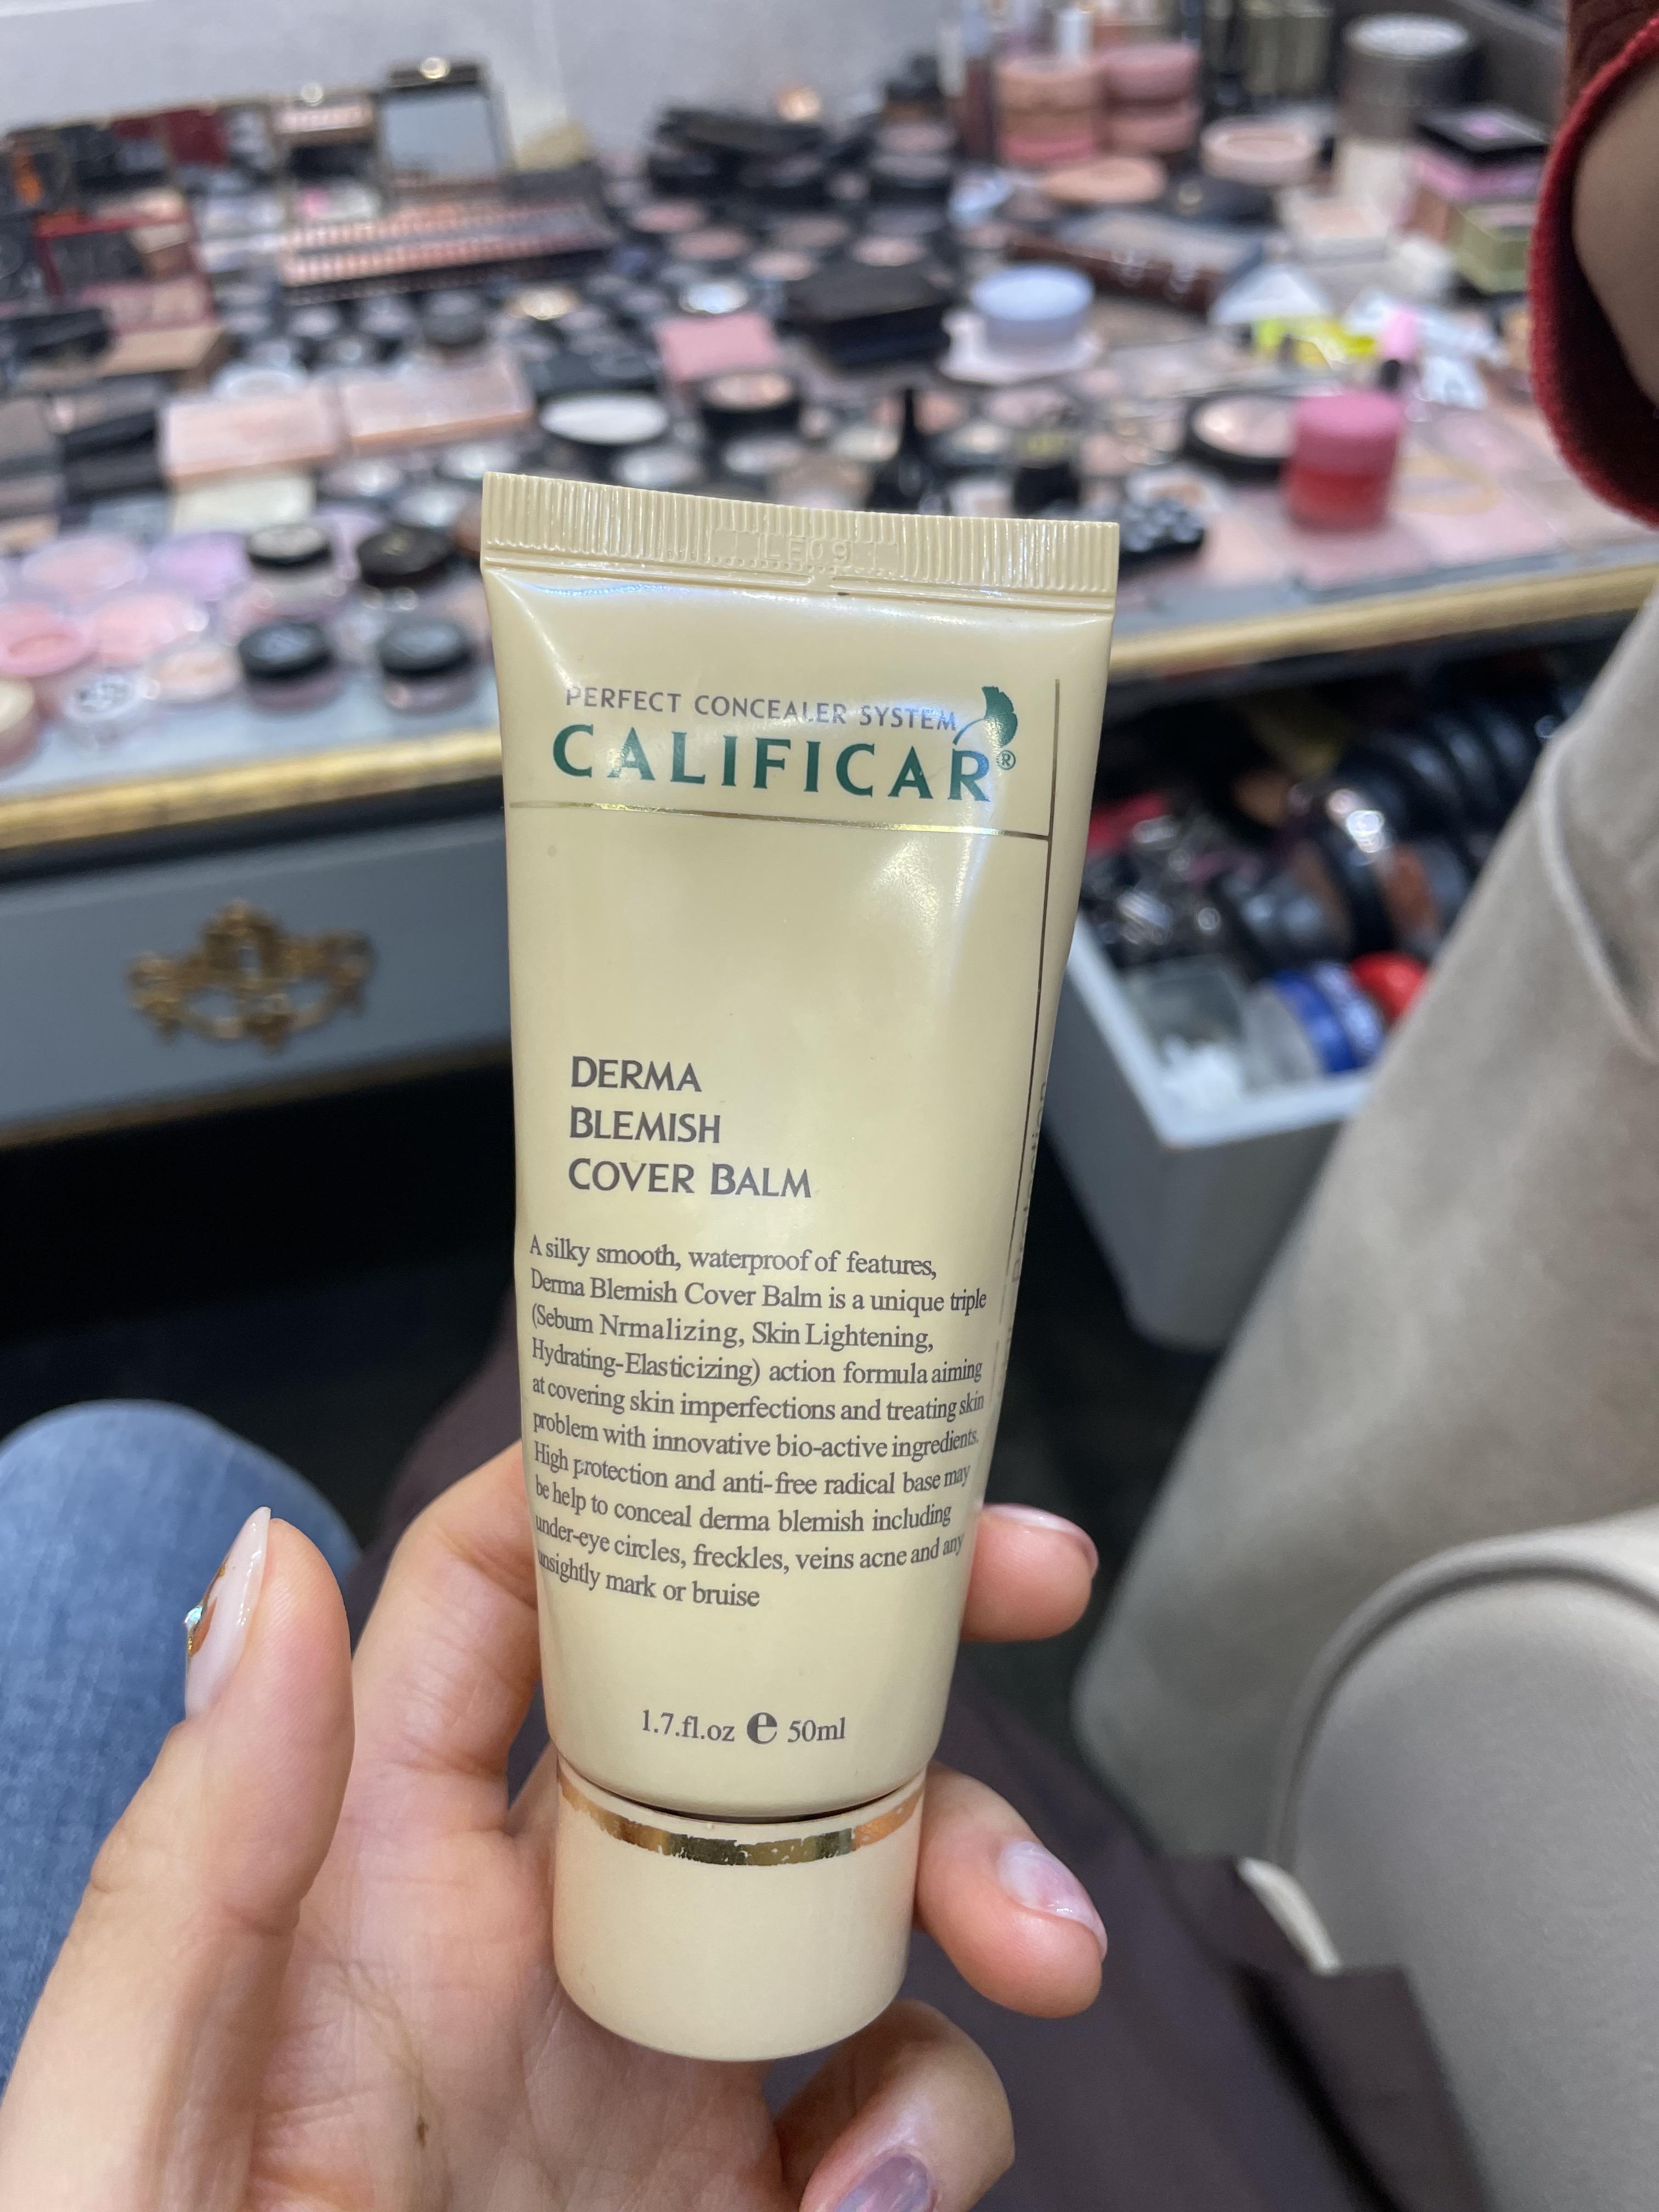 LE09
PERFECT CONCEALER SYSTEM
CALIFICAR®
DERMA
BLEMISH
COVER BALM
A silky smooth, waterproof of features,
Derma Blemish Cover Balm is a unique triple
(Sebum Nrmalizing, Skin Lightening,
Hydrating-Elasticizing) action formula aiming
at covering skin imperfections and treating skin
problem with innovative bio-active ingredients.
High protection and anti-free radical base may
be help to conceal derma blemish including
under-eye circles, freckles, veins acne and any
unsightly mark or bruise
1.7.fl.oz e 50ml